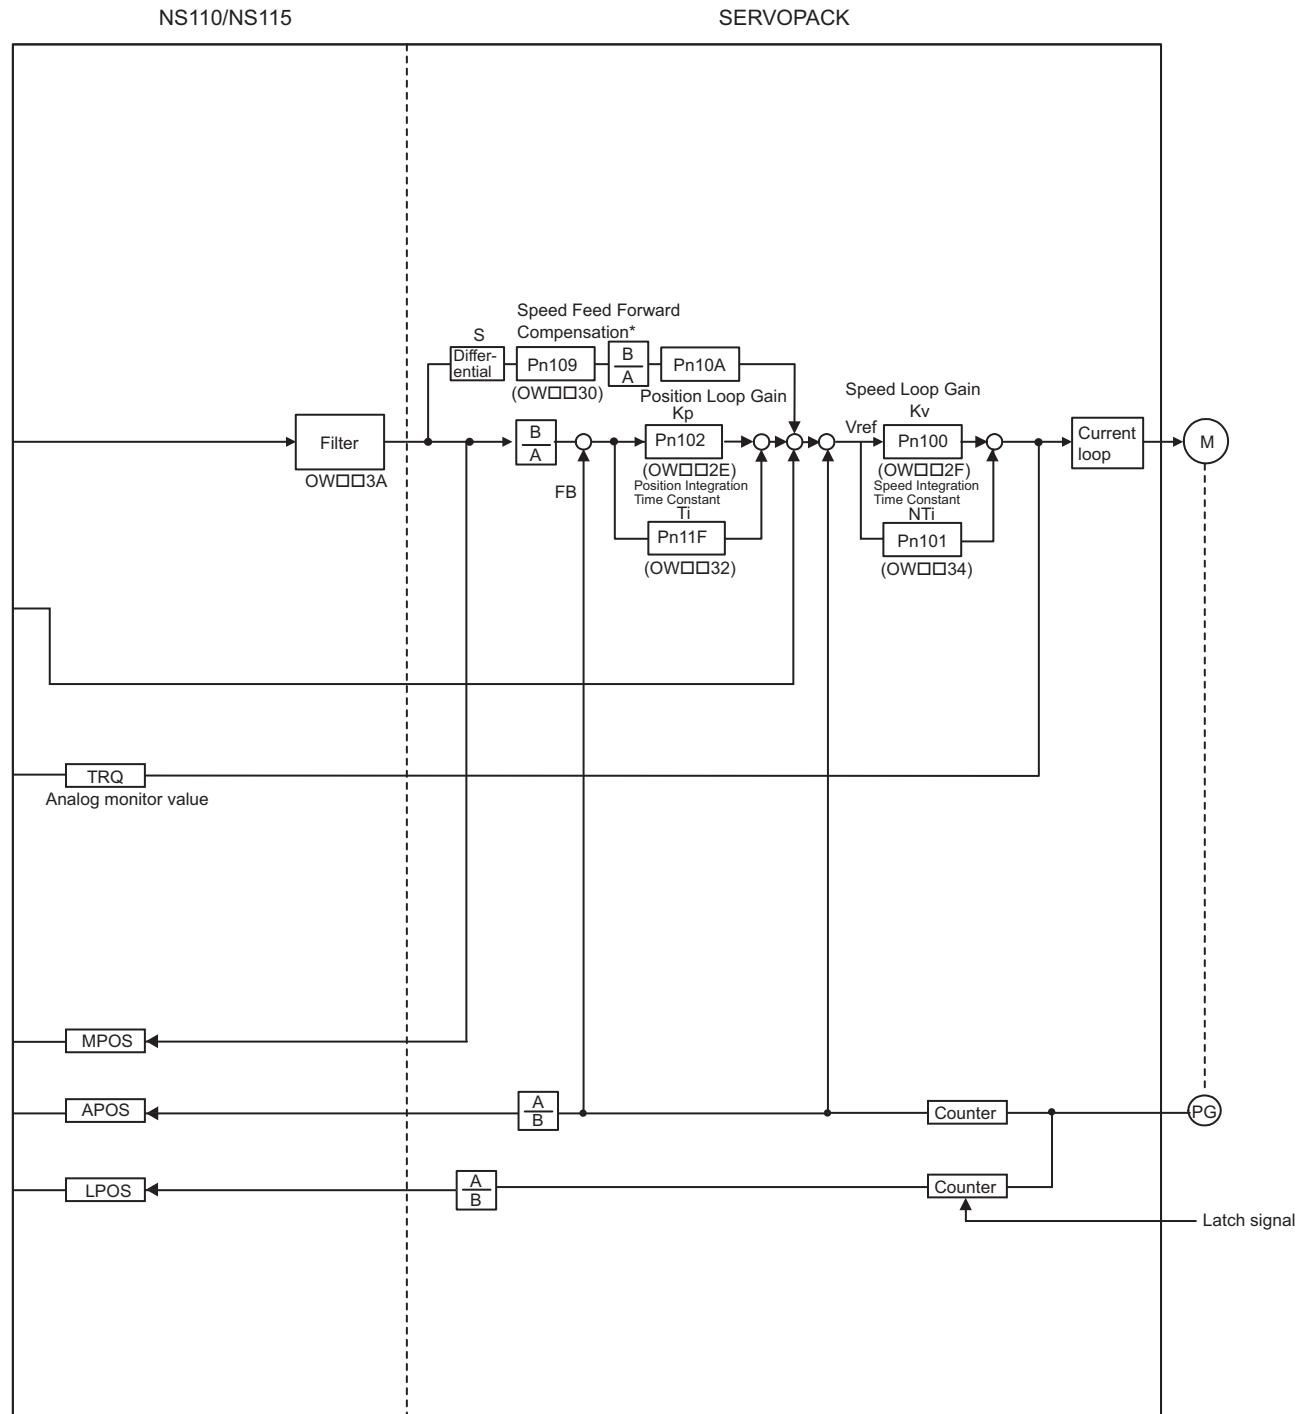 NS110/NS115
SERVOPACK
Speed Feed Forward
Compensation*
S
Differ-
ential
Pn109
B
A
Pn10A
(OW□□30)
Position Loop Gain
Kp
Speed Loop Gain
Kv
Filter
OW□□3A
B
A
Pn102
Vref
Pn100
Current
loop
M
(OW□□2E)
Position Integration
Time Constant
Ti
(OW□□2F)
Speed Integration
Time Constant
NTi
FB
Pn11F
Pn101
(OW□□32)
(OW□□34)
TRQ
Analog monitor value
MPOS
APOS
A
B
Counter
PG
LPOS
A
B
Counter
Latch signal